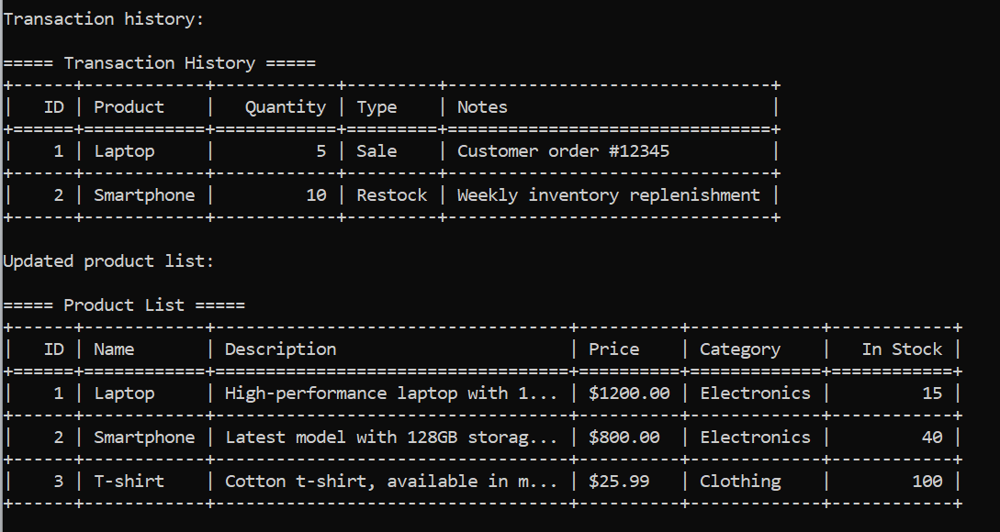 Transaction history:
===== Transaction History =====
+------+------------+------------+---------+--------------------------------+
|   ID | Product    |   Quantity | Type    | Notes                          |
+======+============+============+=========+================================+
|    1 | Laptop     |          5 | Sale    | Customer order #12345          |
+------+------------+------------+---------+--------------------------------+
|    2 | Smartphone |         10 | Restock | Weekly inventory replenishment |
+------+------------+------------+---------+--------------------------------+
Updated product list:
===== Product List =====
+------+------------+-----------------------------------+----------+-------------+------------+
|   ID | Name       | Description                       | Price    | Category    |   In Stock |
+======+============+===================================+==========+=============+============+
|    1 | Laptop     | High-performance laptop with 1... | $1200.00 | Electronics |         15 |
+------+------------+-----------------------------------+----------+-------------+------------+
|    2 | Smartphone | Latest model with 128GB storag... | $800.00  | Electronics |         40 |
+------+------------+-----------------------------------+----------+-------------+------------+
|    3 | T-shirt    | Cotton t-shirt, available in m... | $25.99   | Clothing    |        100 |
+------+------------+-----------------------------------+----------+-------------+------------+